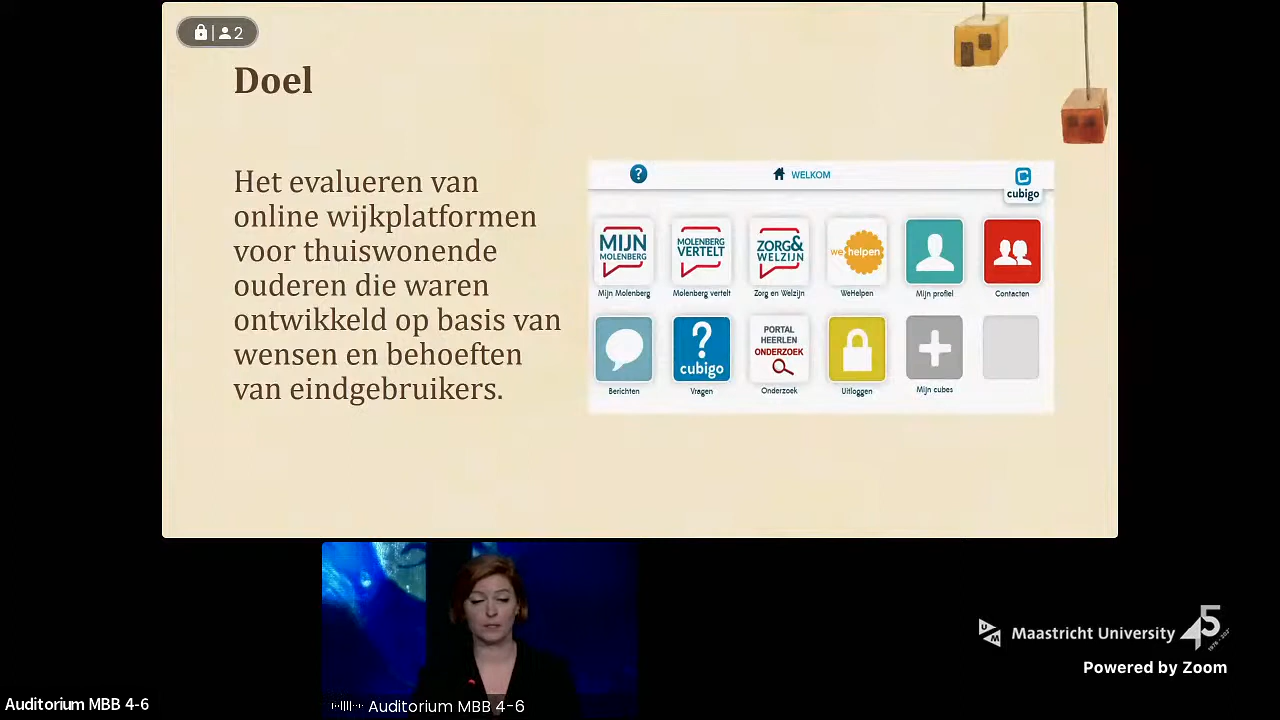 2
Doel
Het evalueren van
online wijkplatformen
voor thuiswonende
ouderen die waren
ontwikkeld op basis van
wensen en behoeften
van eindgebruikers.
? WELKOM
cubigo
MIJN
MOLENBERG
MOLENBERG
VERTELT
ZORG&
WELZIJN
we helpen
Mijn Molenberg Molenberg vertelt Zorg en Welzijn WeHelpen Mijn profiel Contacten
?
cubigo
PORTAL
HEERLEN
ONDERZOEK
Berichten Vragen Onderzoek Uitloggen Mijn cubes
UM
Maastricht University 45
Powered by Zoom
Auditorium MBB 4-6
Auditorium MBB 4-6